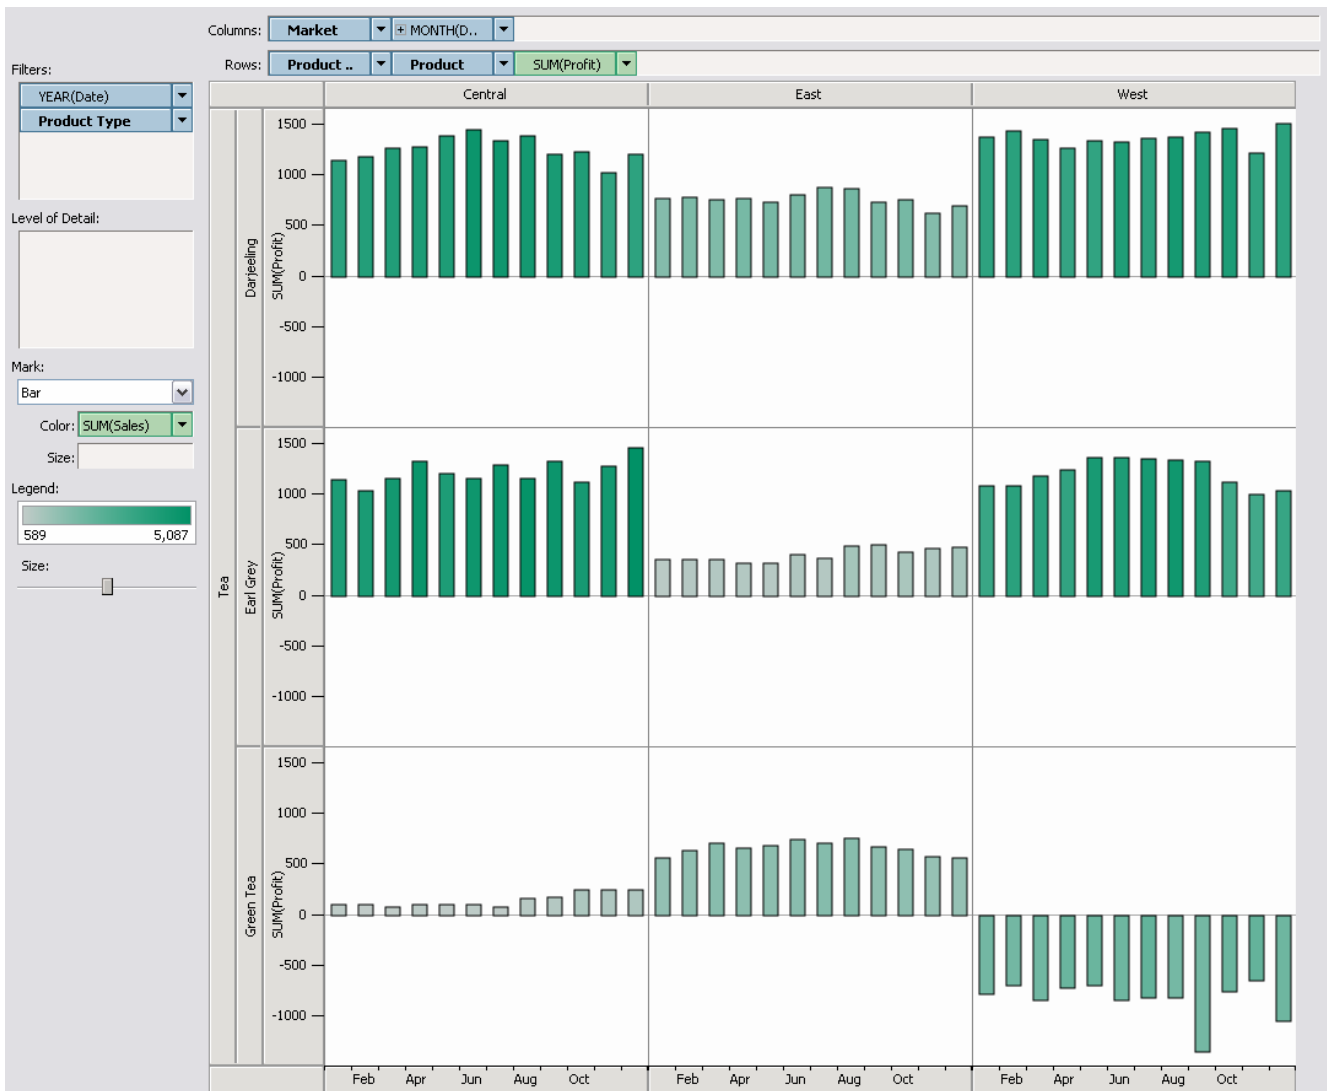 Columns: Market MONTH(D..
Rows: Product .. Product SUM(Profit)
Filters:
YEAR(Date)
Product Type
Level of Detail:
Mark:
Bar
Color: SUM(Sales)
Size:
Legend:
589 5,087
Size:
Central East West
Tea
Darjeeling
SUM(Profit)
1500
1000
500
0
-500
-1000
Earl Grey
SUM(Profit)
1500
1000
500
0
-500
-1000
Green Tea
SUM(Profit)
1500
1000
500
0
-500
-1000
Feb Apr Jun Aug Oct Feb Apr Jun Aug Oct Feb Apr Jun Aug Oct